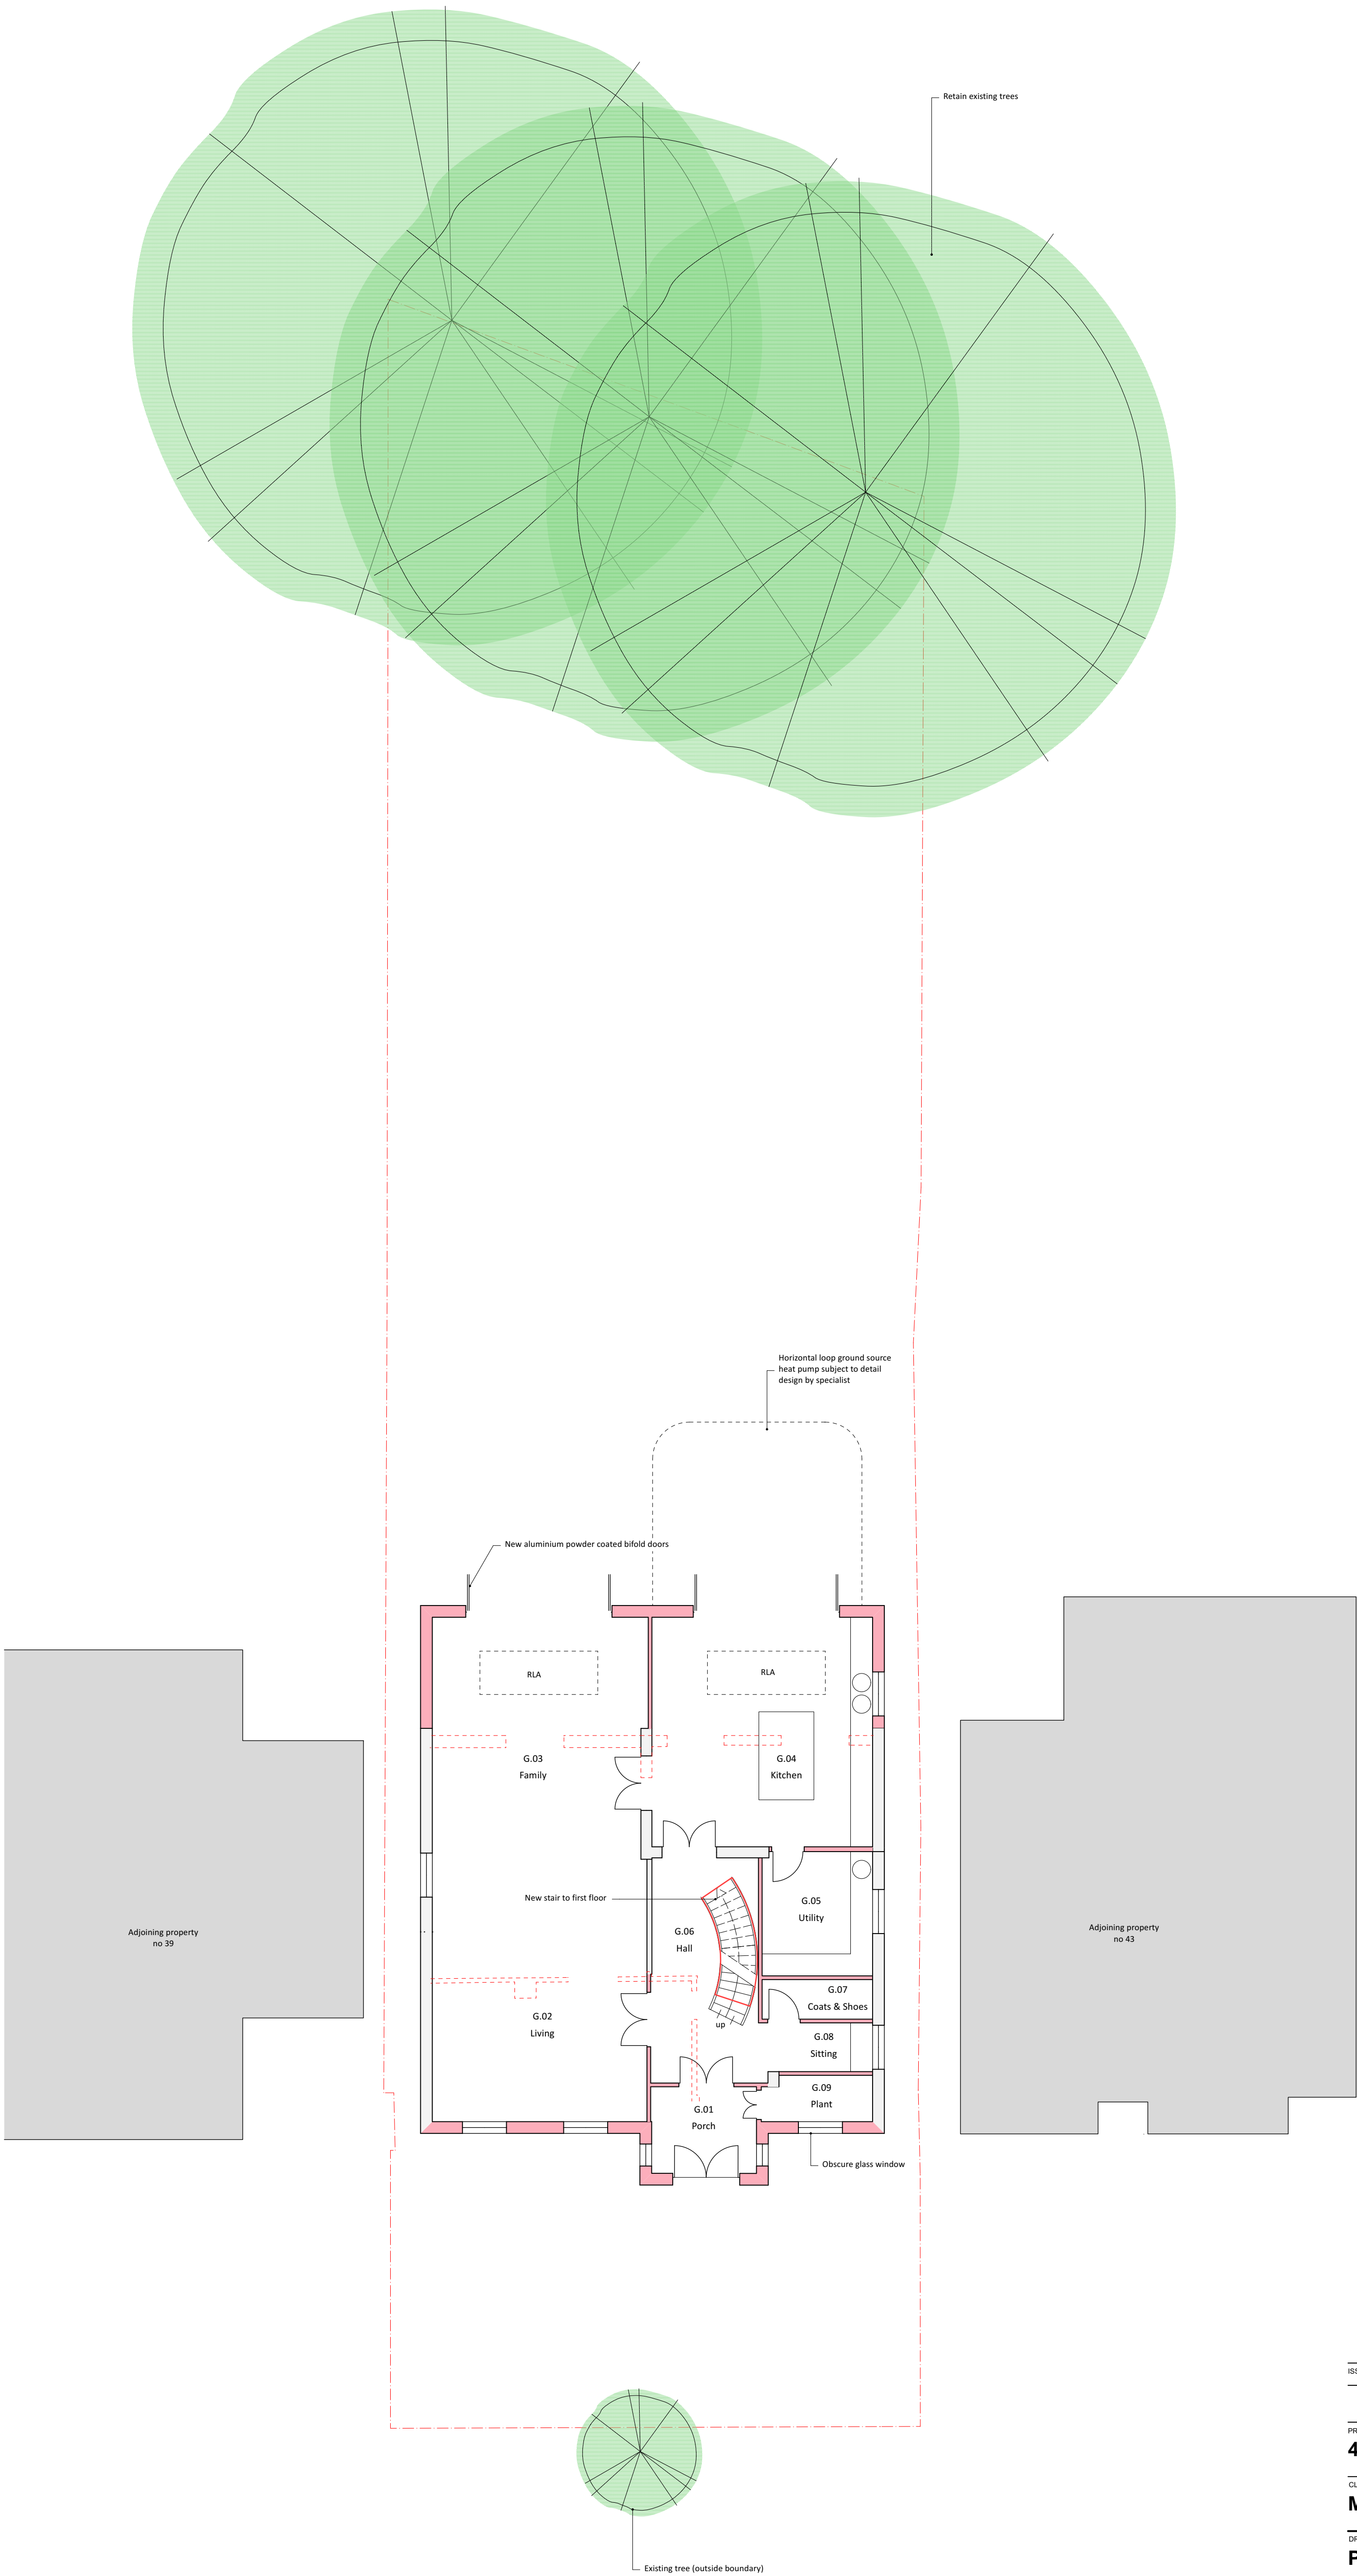 Retain existing trees
Horizontal loop ground source
heat pump subject to detail
design by specialist
New aluminium powder coated bifold doors
RLA
RLA
G.03
Family
G.04
Kitchen
New stair to first floor
G.05
Utility
G.06
Hall
Adjoining property
no 39
Adjoining property
no 43
G.07
Coats & Shoes
G.02
Living
up
G.08
Sitting
G.09
Plant
G.01
Porch
Obscure glass window
Existing tree (outside boundary)
4